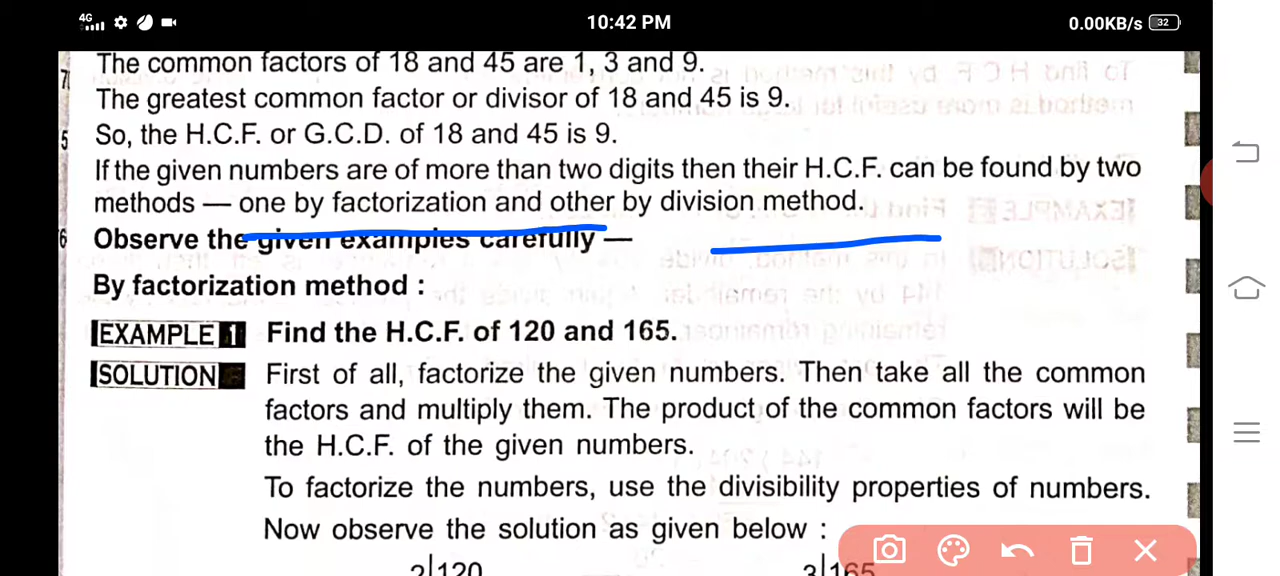 4G
10:42 PM
0.00KB/s 32
The common factors of 18 and 45 are 1, 3 and 9.
The greatest common factor or divisor of 18 and 45 is 9.
So, the H.C.F. or G.C.D. of 18 and 45 is 9.
If the given numbers are of more than two digits then their H.C.F. can be found by two
methods — one by factorization and other by division method.
Observe the given examples carefully —
By factorization method :
EXAMPLE 1 Find the H.C.F. of 120 and 165.
SOLUTION First of all, factorize the given numbers. Then take all the common
factors and multiply them. The product of the common factors will be
the H.C.F. of the given numbers.
To factorize the numbers, use the divisibility properties of numbers.
Now observe the solution as given below :
2|120 3|165